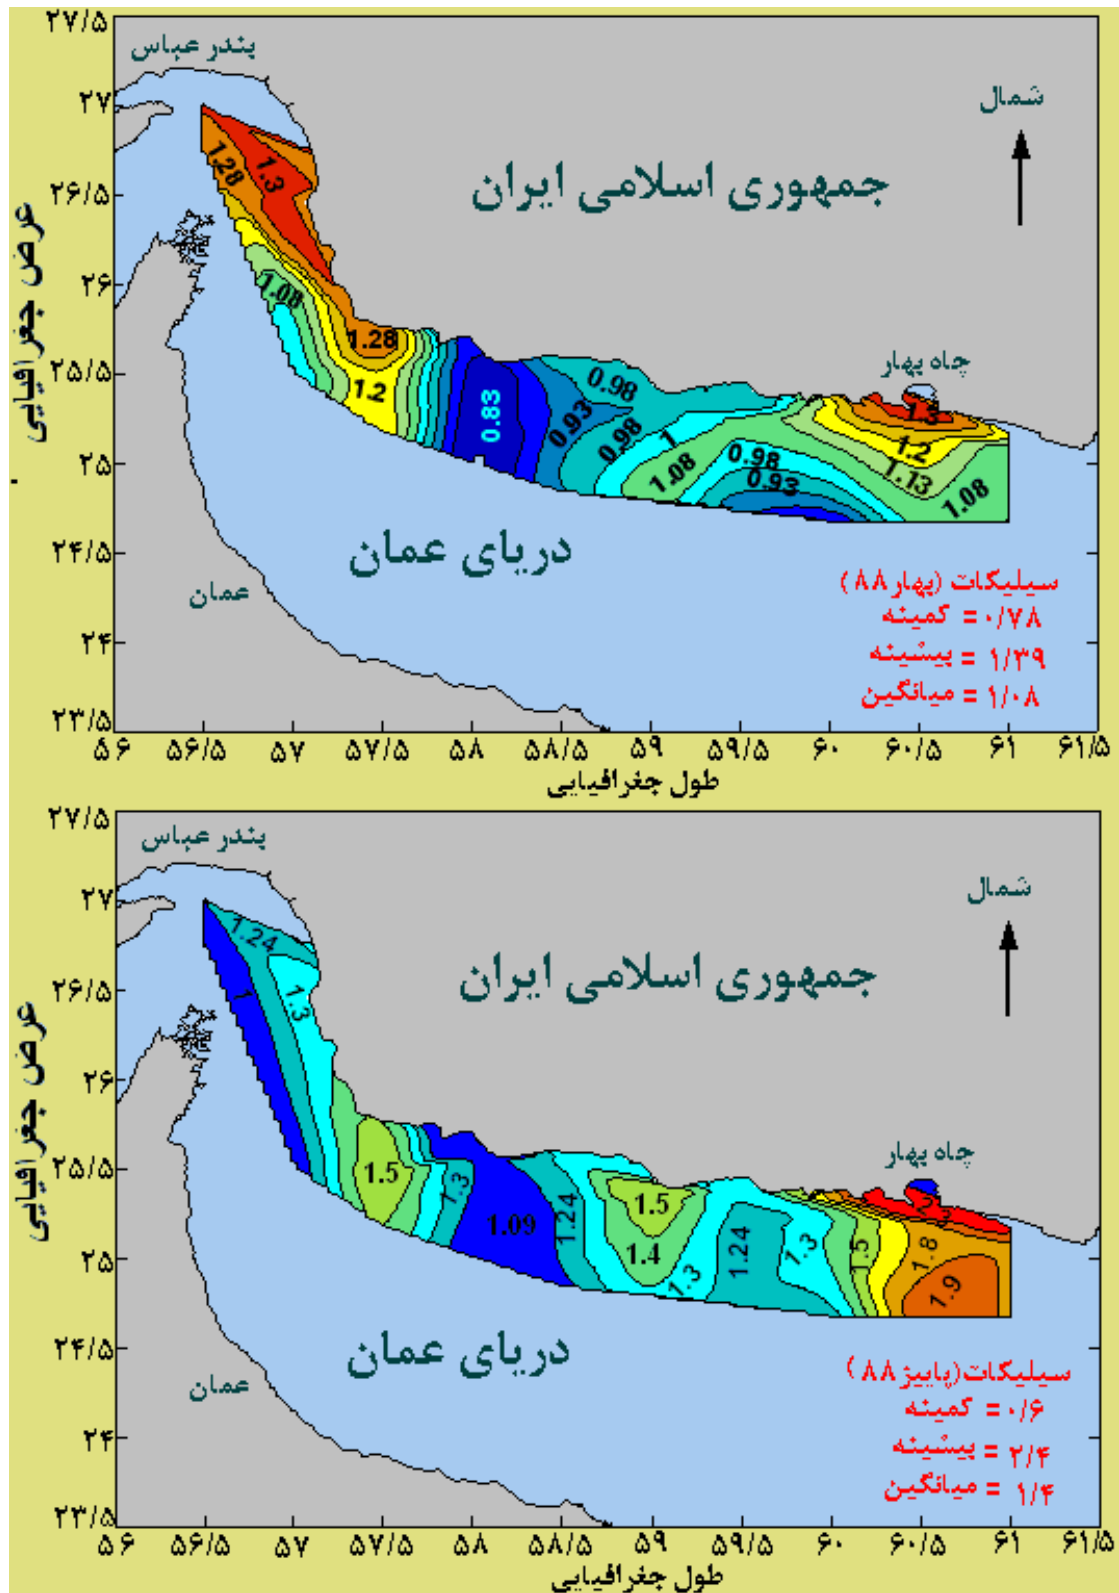 ۲۷/۵
بندر عباس
۲۷
شمال
جمهوری اسلامی ایران
۲۶/۵
عرض جغرافیایی
۲۶
۲۵/۵
چاه بهار
۲۵
۲۴/۵
دریای عمان
عمان
۲۴
۲۳/۵
1.28
1.3
1.08
1.28
1.2
0.83
0.98
0.93
0.98
1
1.08
0.98
0.93
1.3
1.2
1.13
1.08
سیلیکات (بهار ۸۸)
کمینه = ۰/۷۸
بیشینه = ۱/۳۹
میانگین = ۱/۰۸
۵۶ ۵۶/۵ ۵۷ ۵۷/۵ ۵۸ ۵۸/۵ ۵۹ ۵۹/۵ ۶۰ ۶۰/۵ ۶۱ ۶۱/۵
طول جغرافیایی
۲۷/۵
بندر عباس
۲۷
شمال
جمهوری اسلامی ایران
۲۶/۵
عرض جغرافیایی
۲۶
۲۵/۵
چاه بهار
۲۵
۲۴/۵
دریای عمان
عمان
۲۴
۲۳/۵
1.24
1
1.3
1.5
1.3
1.09
1.24
1.5
1.4
1.3
1.24
1.3
1.5
2.3
1.8
1.9
سیلیکات (پاییز ۸۸)
کمینه = ۰/۶
بیشینه = ۲/۴
میانگین = ۱/۴
۵۶ ۵۶/۵ ۵۷ ۵۷/۵ ۵۸ ۵۸/۵ ۵۹ ۵۹/۵ ۶۰ ۶۰/۵ ۶۱ ۶۱/۵
طول جغرافیایی